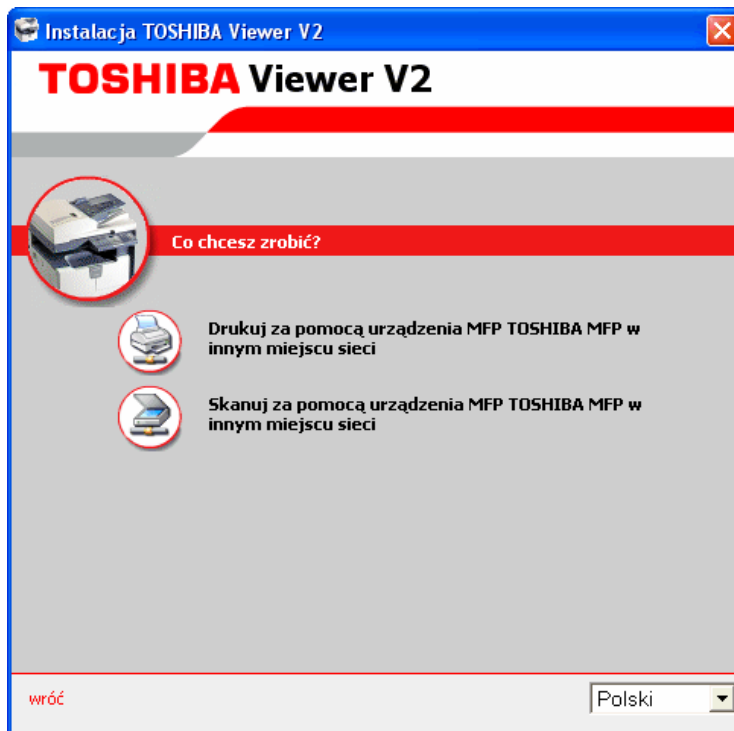 Instalacja TOSHIBA Viewer V2
TOSHIBA Viewer V2
Co chcesz zrobić?
Drukuj za pomocą urządzenia MFP TOSHIBA MFP w
innym miejscu sieci
Skanuj za pomocą urządzenia MFP TOSHIBA MFP w
innym miejscu sieci
wróć
Polski